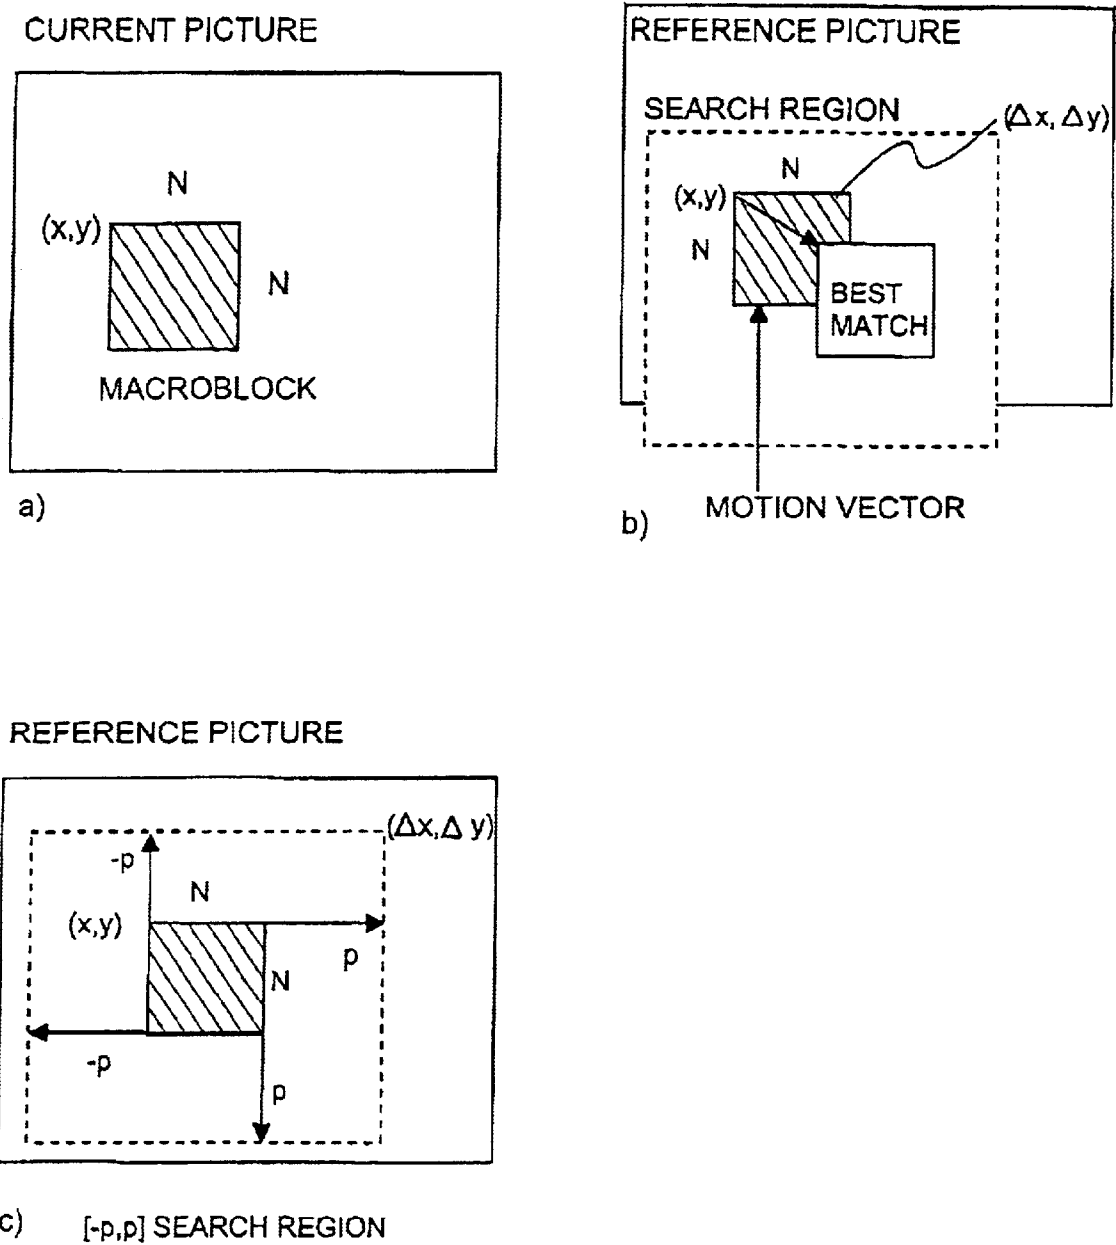 CURRENT PICTURE
N
(x,y)
N
MACROBLOCK
a)
REFERENCE PICTURE
SEARCH REGION
(Δx, Δy)
N
(x,y)
N
BEST
MATCH
MOTION VECTOR
b)
REFERENCE PICTURE
(Δx,Δ y)
-p
N
(x,y)
p
N
-p
p
c)
[-p,p] SEARCH REGION